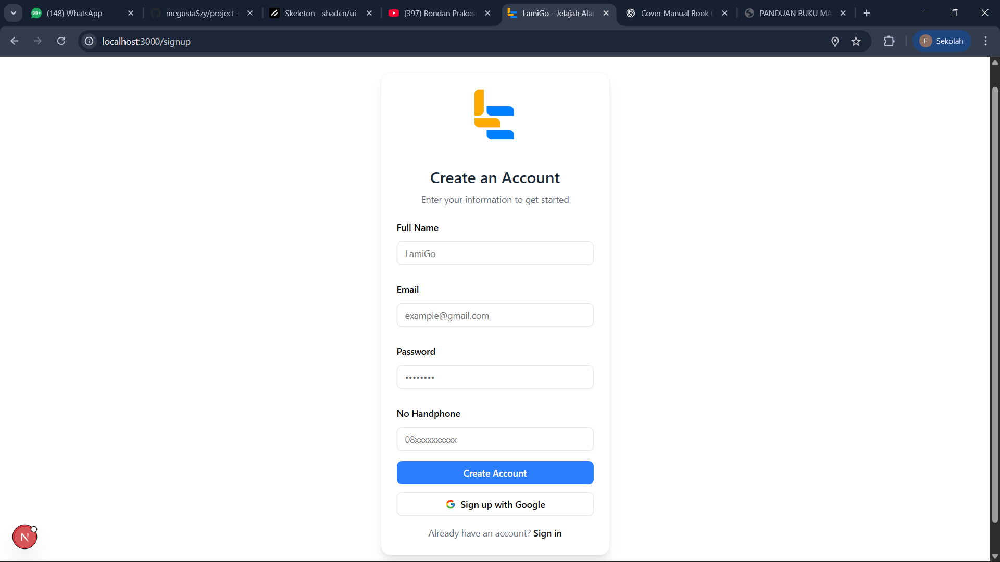 99+ (148) WhatsApp
megustaSzy/project-
Skeleton - shadcn/ui
(397) Bondan Prakos
LamiGo - Jelajah Alar
Cover Manual Book
PANDUAN BUKU MA
localhost:3000/signup
F Sekolah
Create an Account
Enter your information to get started
Full Name
LamiGo
Email
example@gmail.com
Password
••••••••
No Handphone
08xxxxxxxxxx
Create Account
Sign up with Google
Already have an account? Sign in
N